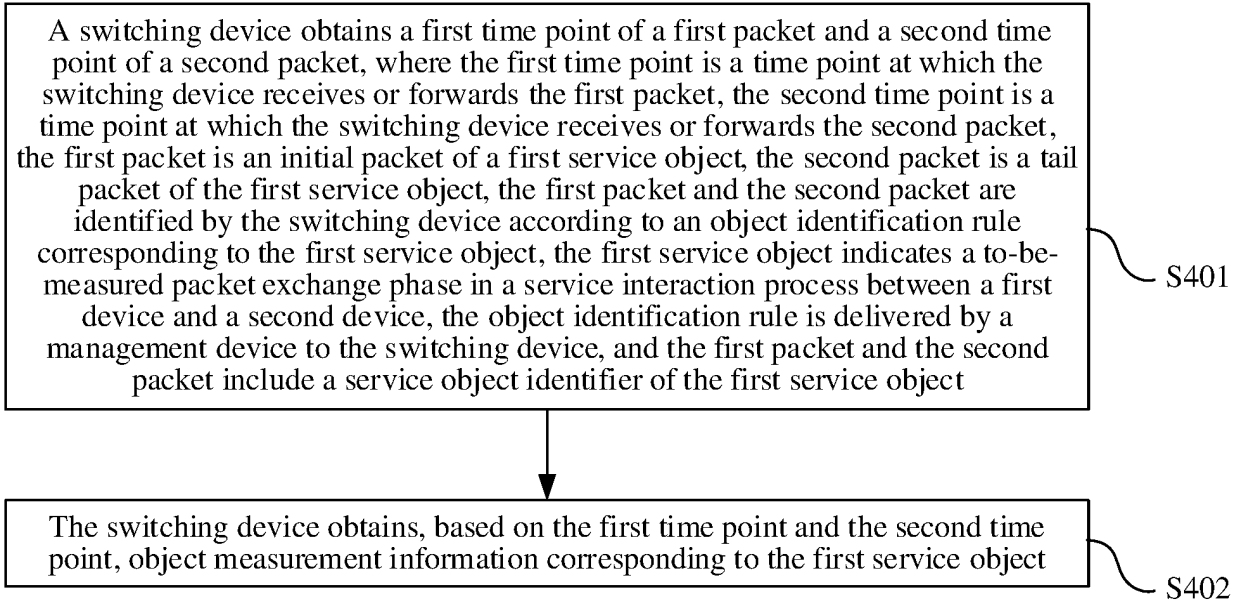 A switching device obtains a first time point of a first packet and a second time
point of a second packet, where the first time point is a time point at which the
switching device receives or forwards the first packet, the second time point is a
time point at which the switching device receives or forwards the second packet,
the first packet is an initial packet of a first service object, the second packet is a tail
packet of the first service object, the first packet and the second packet are
identified by the switching device according to an object identification rule
corresponding to the first service object, the first service object indicates a to-be-
measured packet exchange phase in a service interaction process between a first
device and a second device, the object identification rule is delivered by a
management device to the switching device, and the first packet and the second
packet include a service object identifier of the first service object
S401
The switching device obtains, based on the first time point and the second time
point, object measurement information corresponding to the first service object
S402